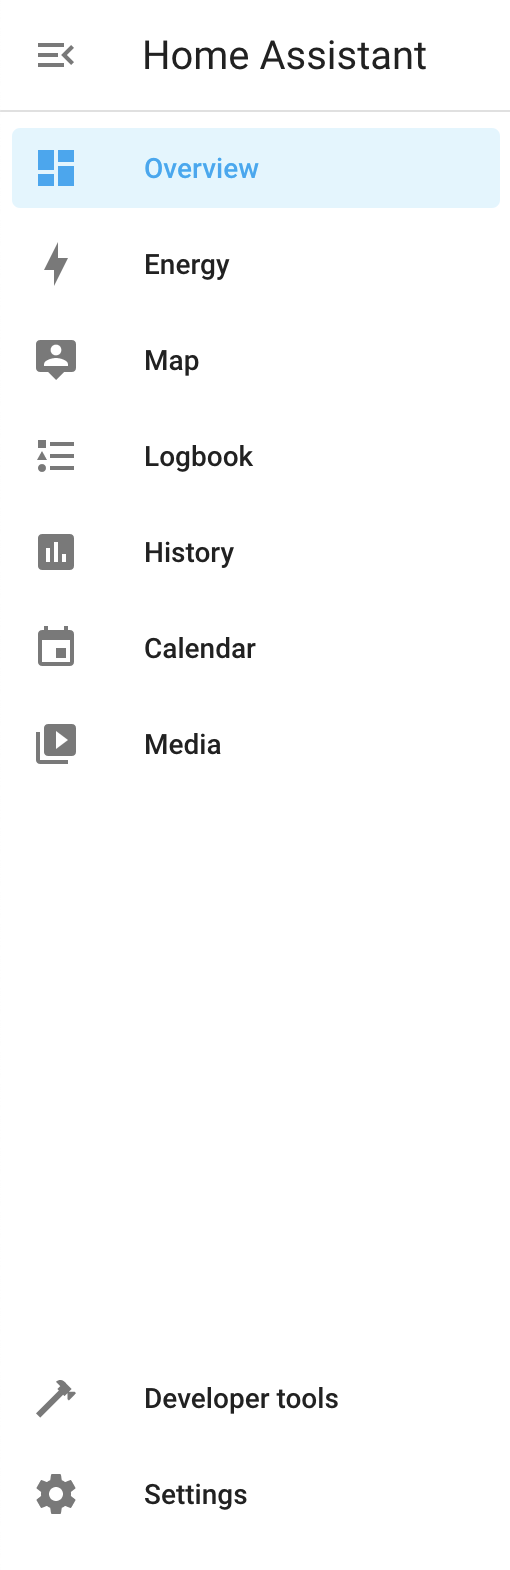 Home Assistant
Overview
Energy
Map
Logbook
History
Calendar
Media
Developer tools
Settings